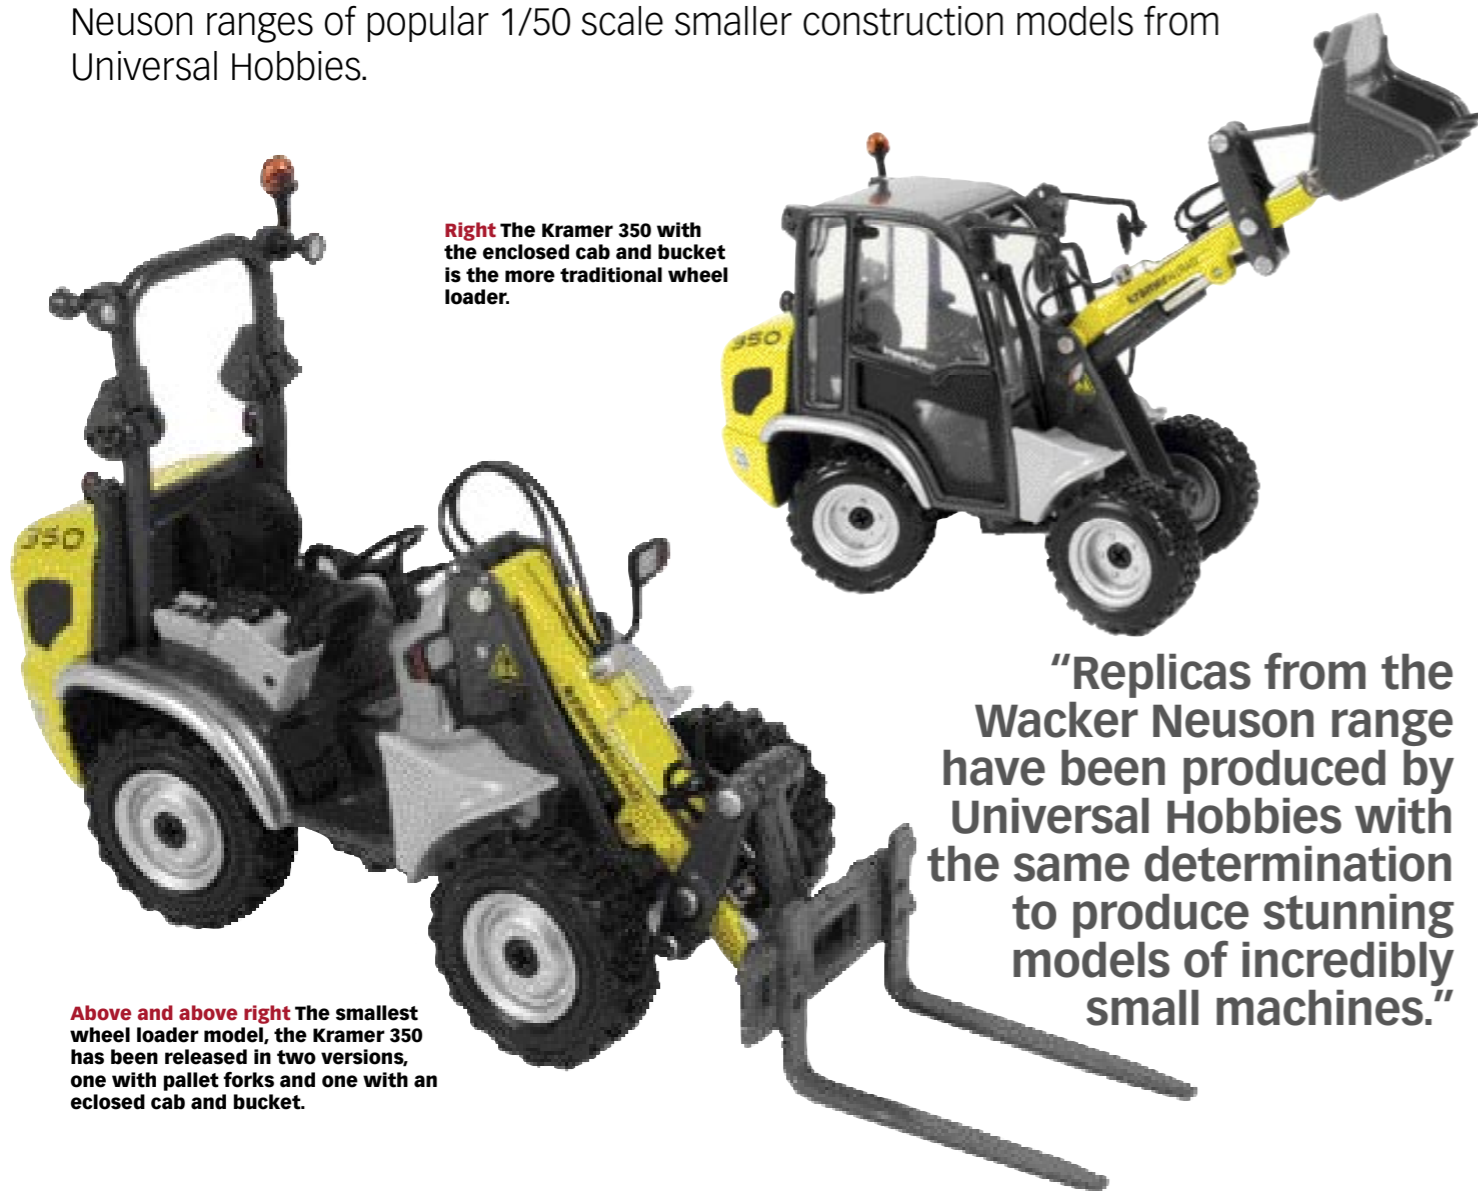 Neuson ranges of popular 1/50 scale smaller construction models from
Universal Hobbies.
Right The Kramer 350 with
the enclosed cab and bucket
is the more traditional wheel
loader.
350
350
"Replicas from the
Wacker Neuson range
have been produced by
Universal Hobbies with
the same determination
to produce stunning
models of incredibly
small machines."
Above and above right The smallest
wheel loader model, the Kramer 350
has been released in two versions,
one with pallet forks and one with an
eclosed cab and bucket.